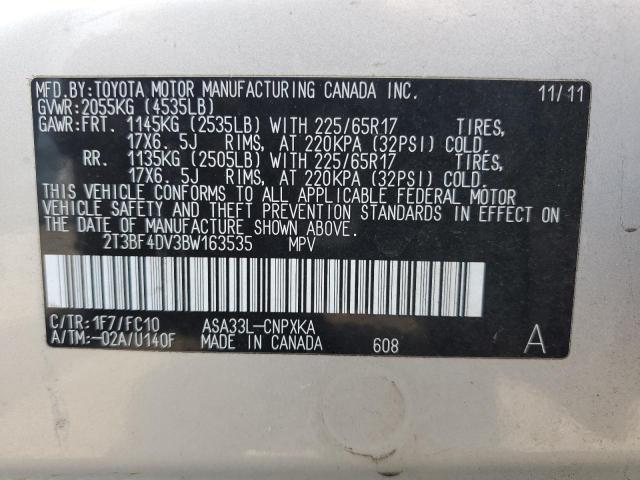 MFD.BY:TOYOTA MOTOR MANUFACTURING CANADA INC. 11/11
GVWR:2055KG (4535LB)
GAWR:FRT. 1145KG (2535LB) WITH 225/65R17 TIRES,
17X6. 5J RIMS, AT 220KPA (32PSI) COLD.
RR. 1135KG (2505LB) WITH 225/65R17 TIRES,
17X6. 5J RIMS, AT 220KPA (32PSI) COLD.
THIS VEHICLE CONFORMS TO ALL APPLICABLE FEDERAL MOTOR
VEHICLE SAFETY AND THEFT PREVENTION STANDARDS IN EFFECT ON
THE DATE OF MANUFACTURE SHOWN ABOVE.
2T3BF4DV3BW163535 MPV
C/TR:1F7/FC10 ASA33L-CNPXKA
A/TM:-02A/U140F MADE IN CANADA 608 A